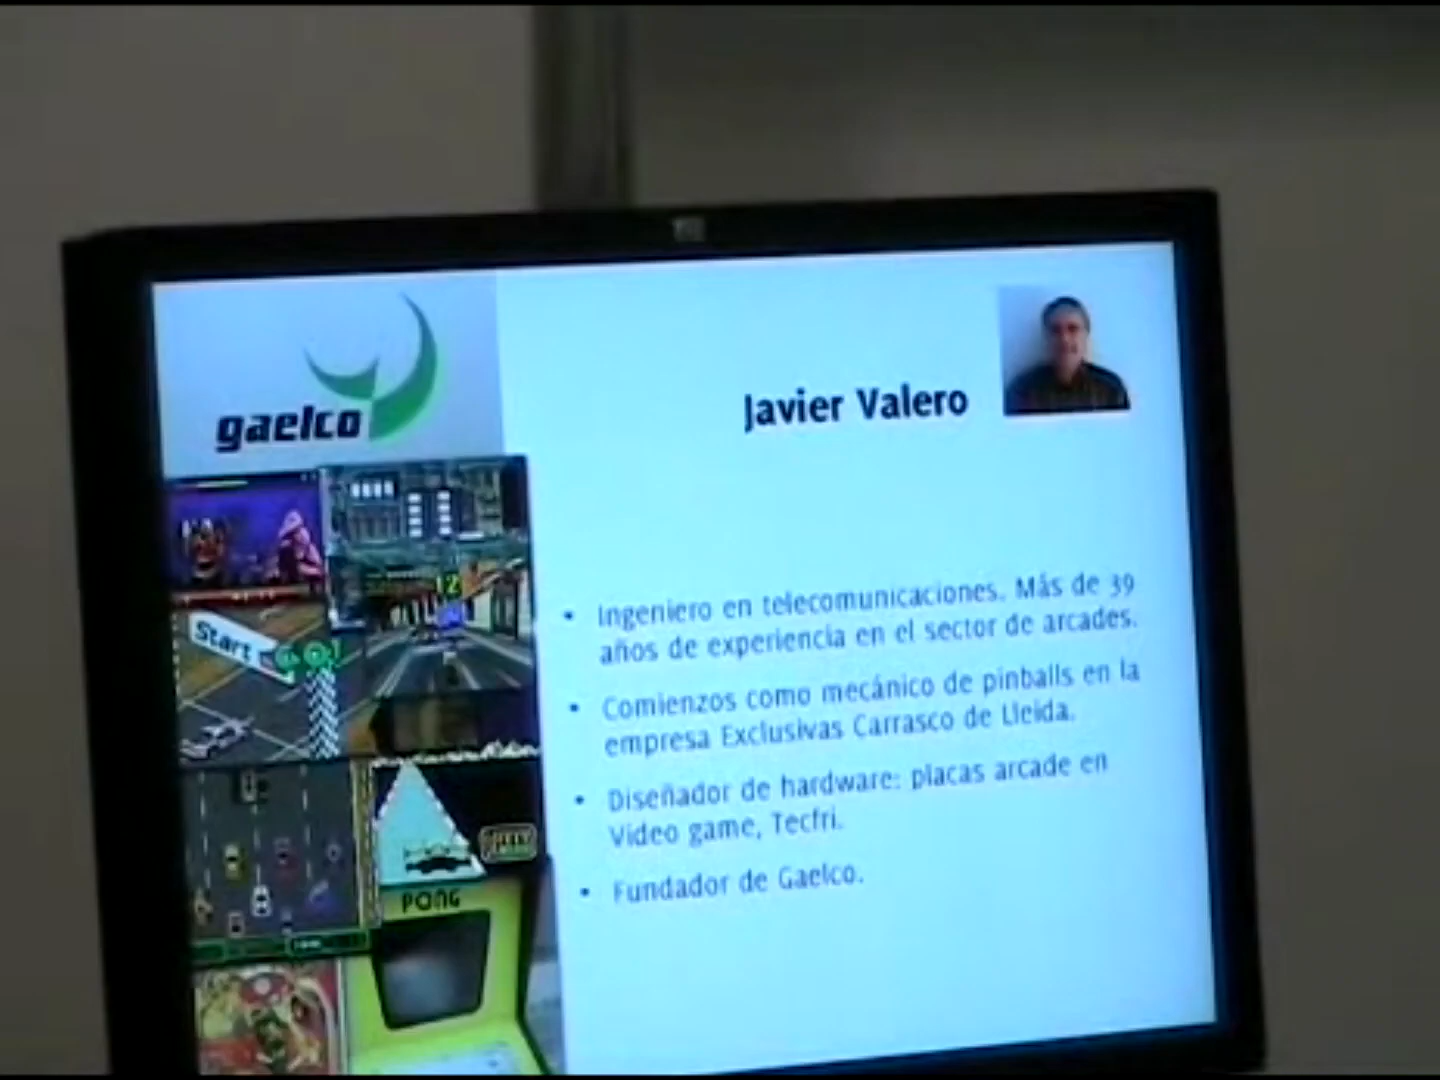 gaelco
Javier Valero
Start
12
PONG
• Ingeniero en telecomunicaciones. Más de 39
años de experiencia en el sector de arcades.
• Comienzos como mecánico de pinballs en la
empresa Exclusivas Carrasco de Lleida.
• Diseñador de hardware: placas arcade en
Video game, Tecfri.
• Fundador de Gaelco.